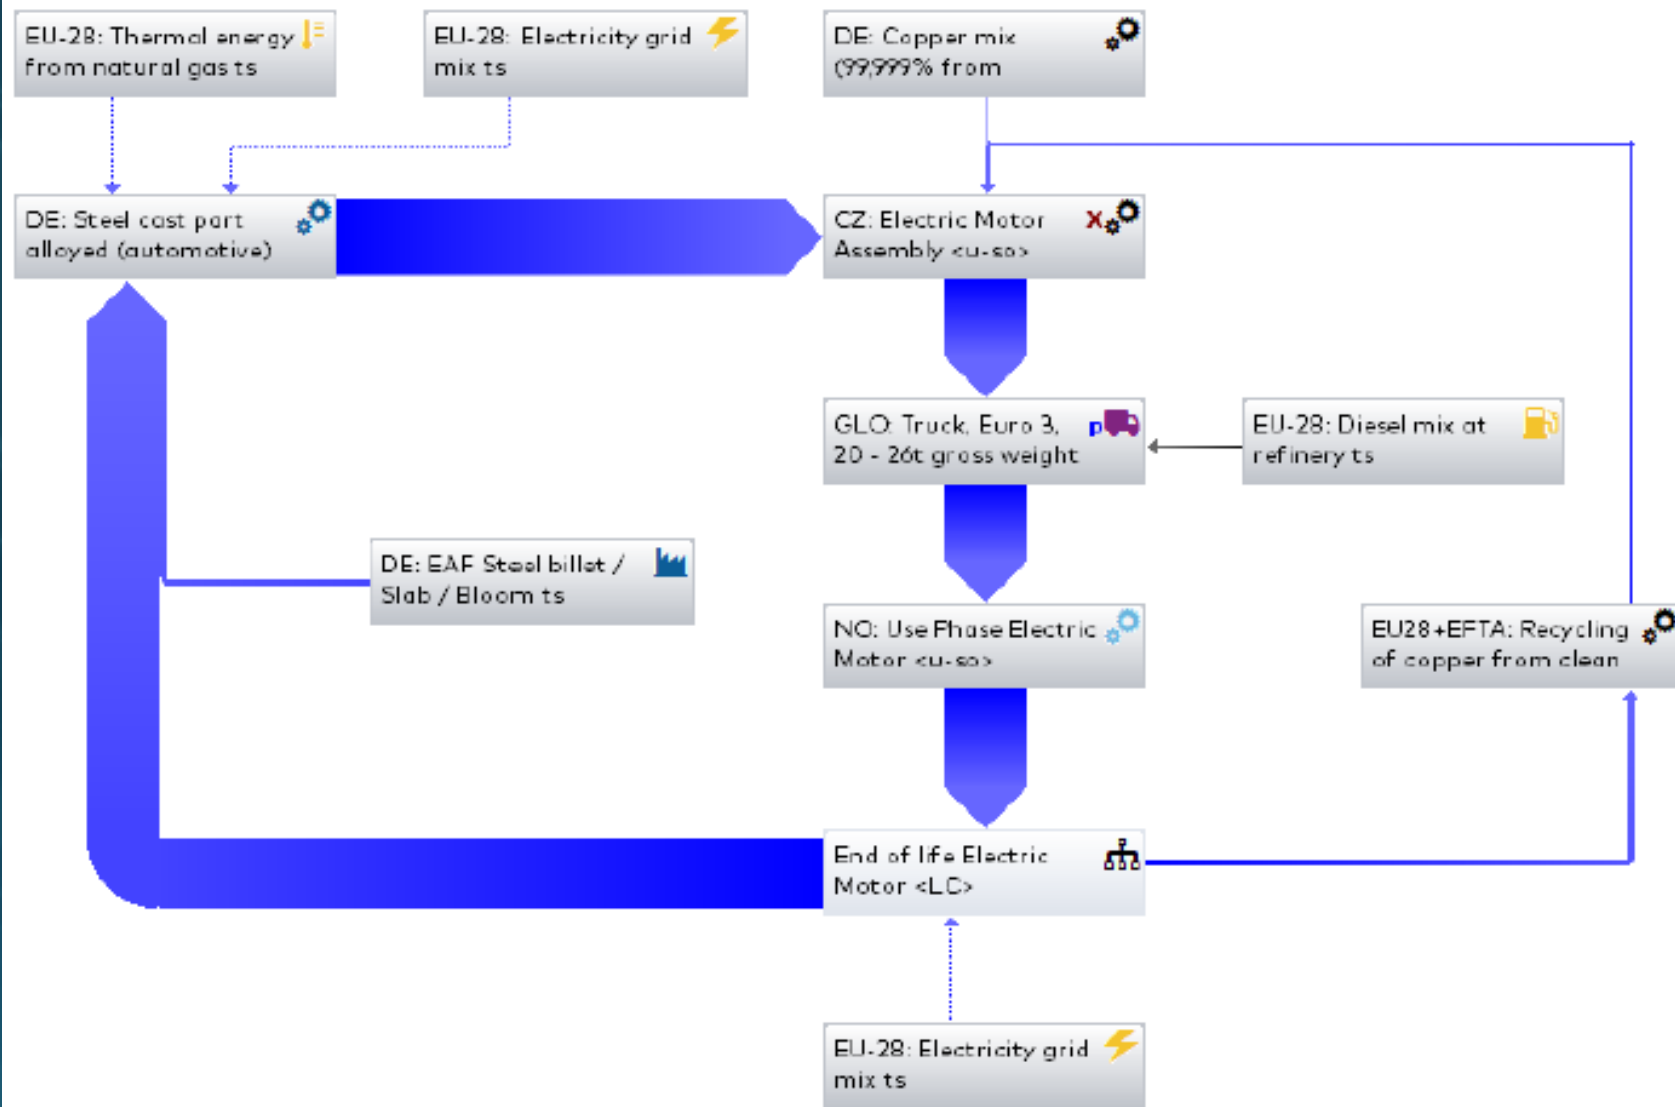 EU-28: Thermal energy
from natural gas ts
EU-28: Electricity grid
mix ts
DE: Copper mix
(99,999% from
DE: Steel cast part
alloyed (automotive)
CZ: Electric Motor
Assembly <u-so>
GLO: Truck, Euro 3,
20 - 26t gross weight
EU-28: Diesel mix at
refinery ts
DE: EAF Steel billet /
Slab / Bloom ts
NO: Use Phase Electric
Motor <u-so>
EU28+EFTA: Recycling
of copper from clean
End of life Electric
Motor <LC>
EU-28: Electricity grid
mix ts